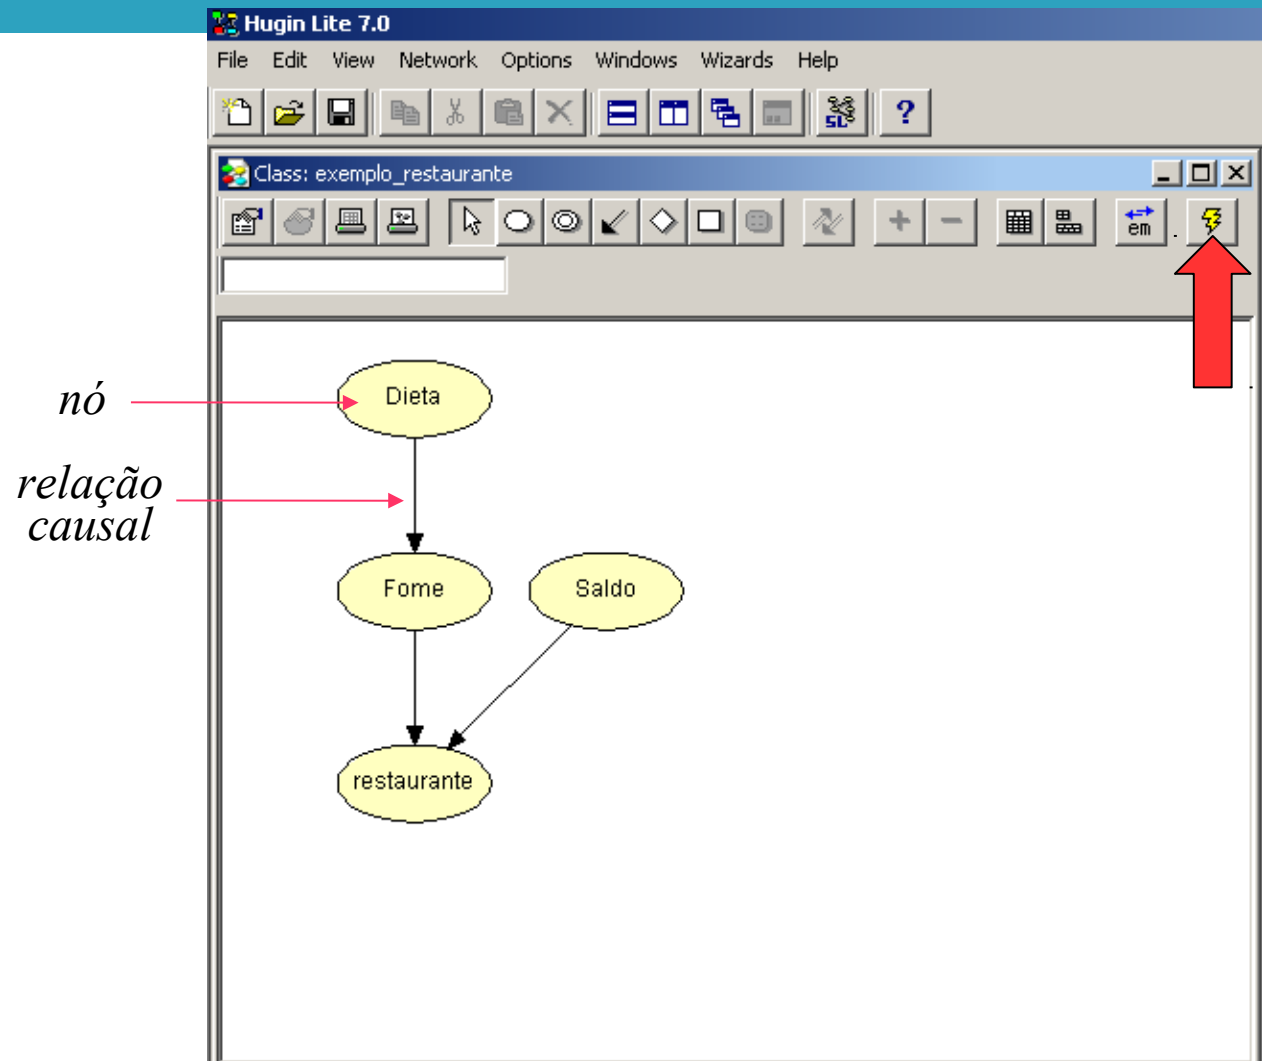 Hugin Lite 7.0
File Edit View Network Options Windows Wizards Help
SL ?
Class: exemplo_restaurante
em
Dieta
nó
relação
causal
Fome
Saldo
restaurante